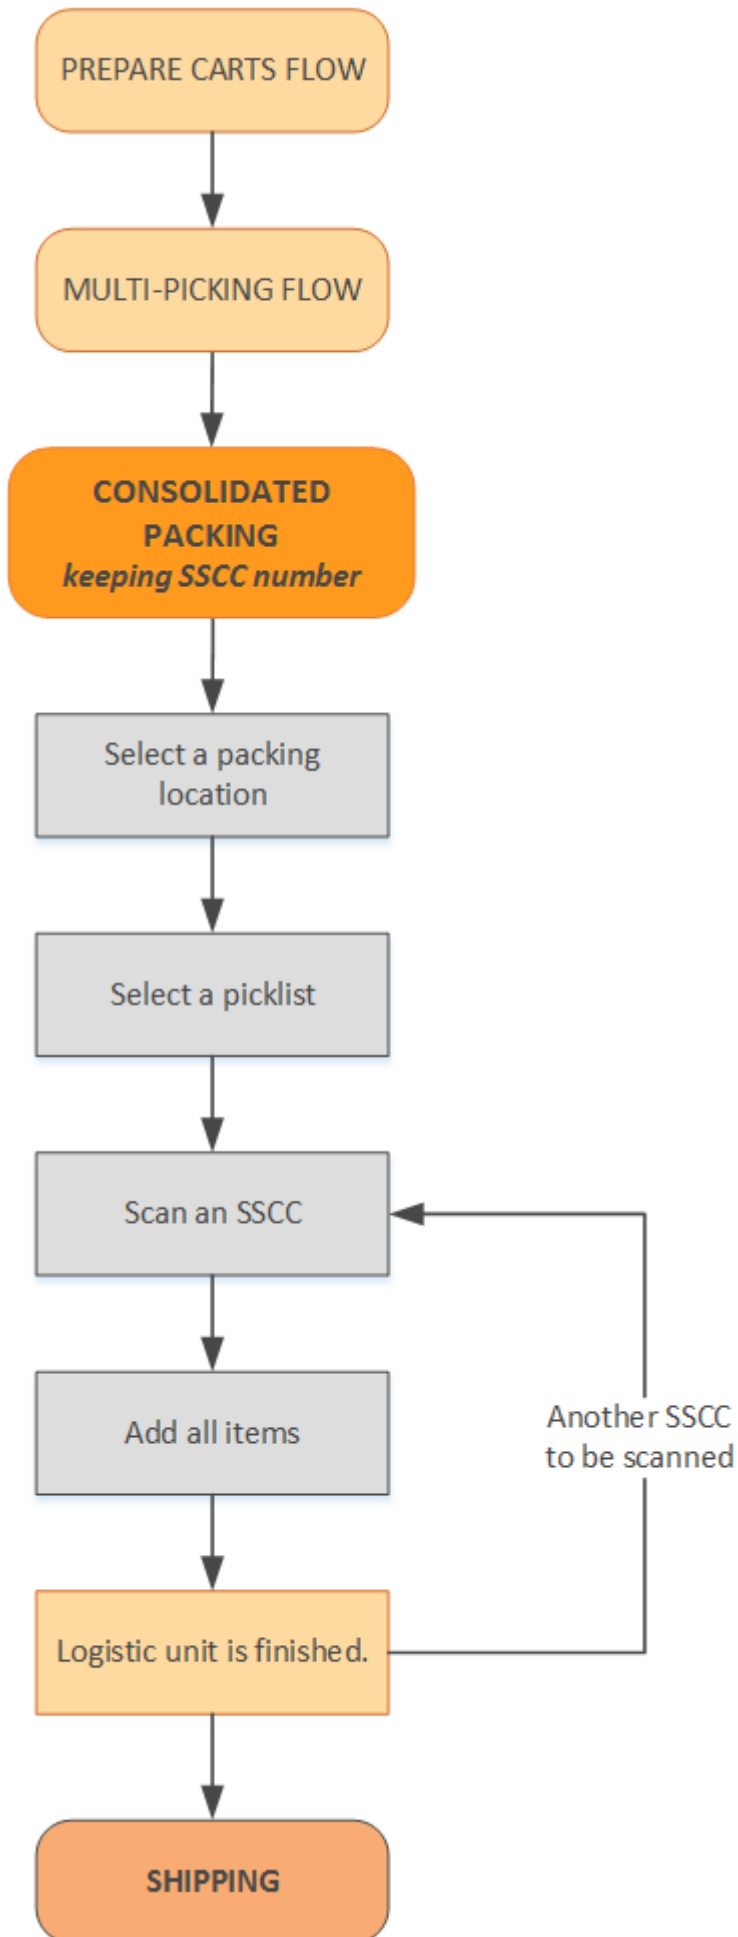 PREPARE CARTS FLOW
MULTI-PICKING FLOW
CONSOLIDATED
PACKING
keeping SSCC number
Select a packing
location
Select a picklist
Scan an SSCC
Add all items
Another SSCC
to be scanned
Logistic unit is finished.
SHIPPING